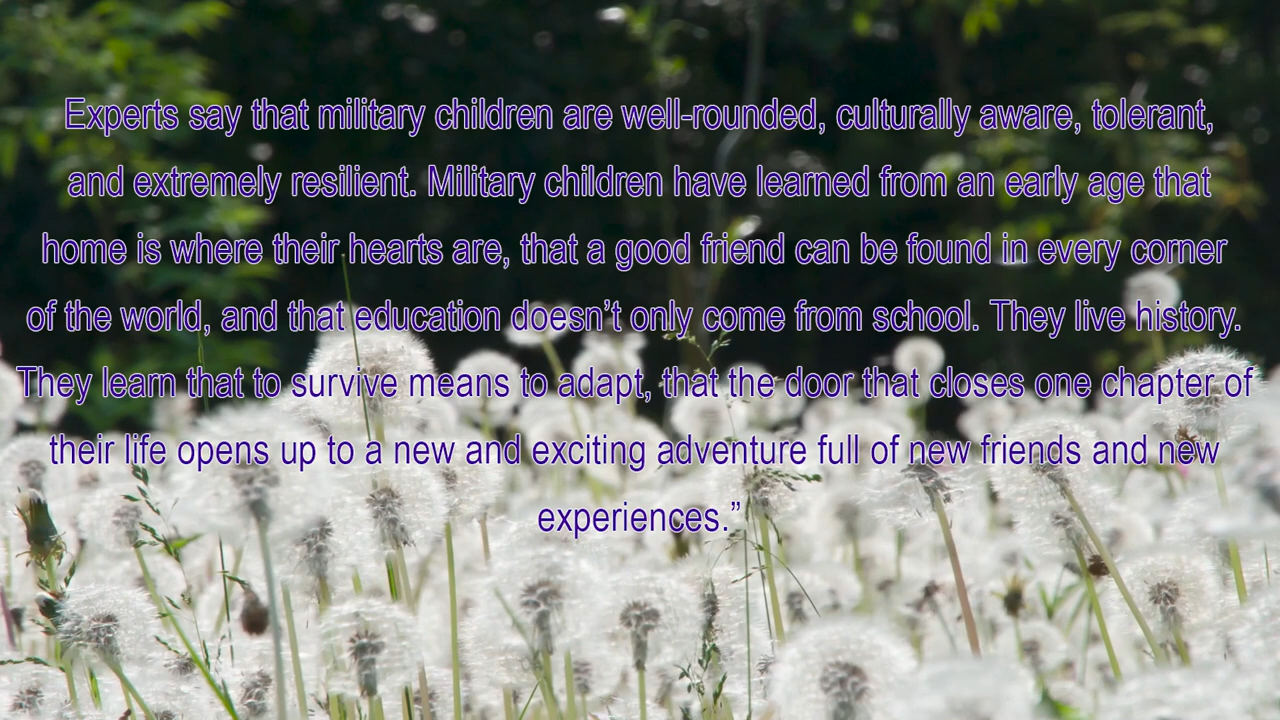 Experts say that military children are well-rounded, culturally aware, tolerant,
and extremely resilient. Military children have learned from an early age that
home is where their hearts are, that a good friend can be found in every corner
of the world, and that education doesn’t only come from school. They live history.
They learn that to survive means to adapt, that the door that closes one chapter of
their life opens up to a new and exciting adventure full of new friends and new
experiences.”